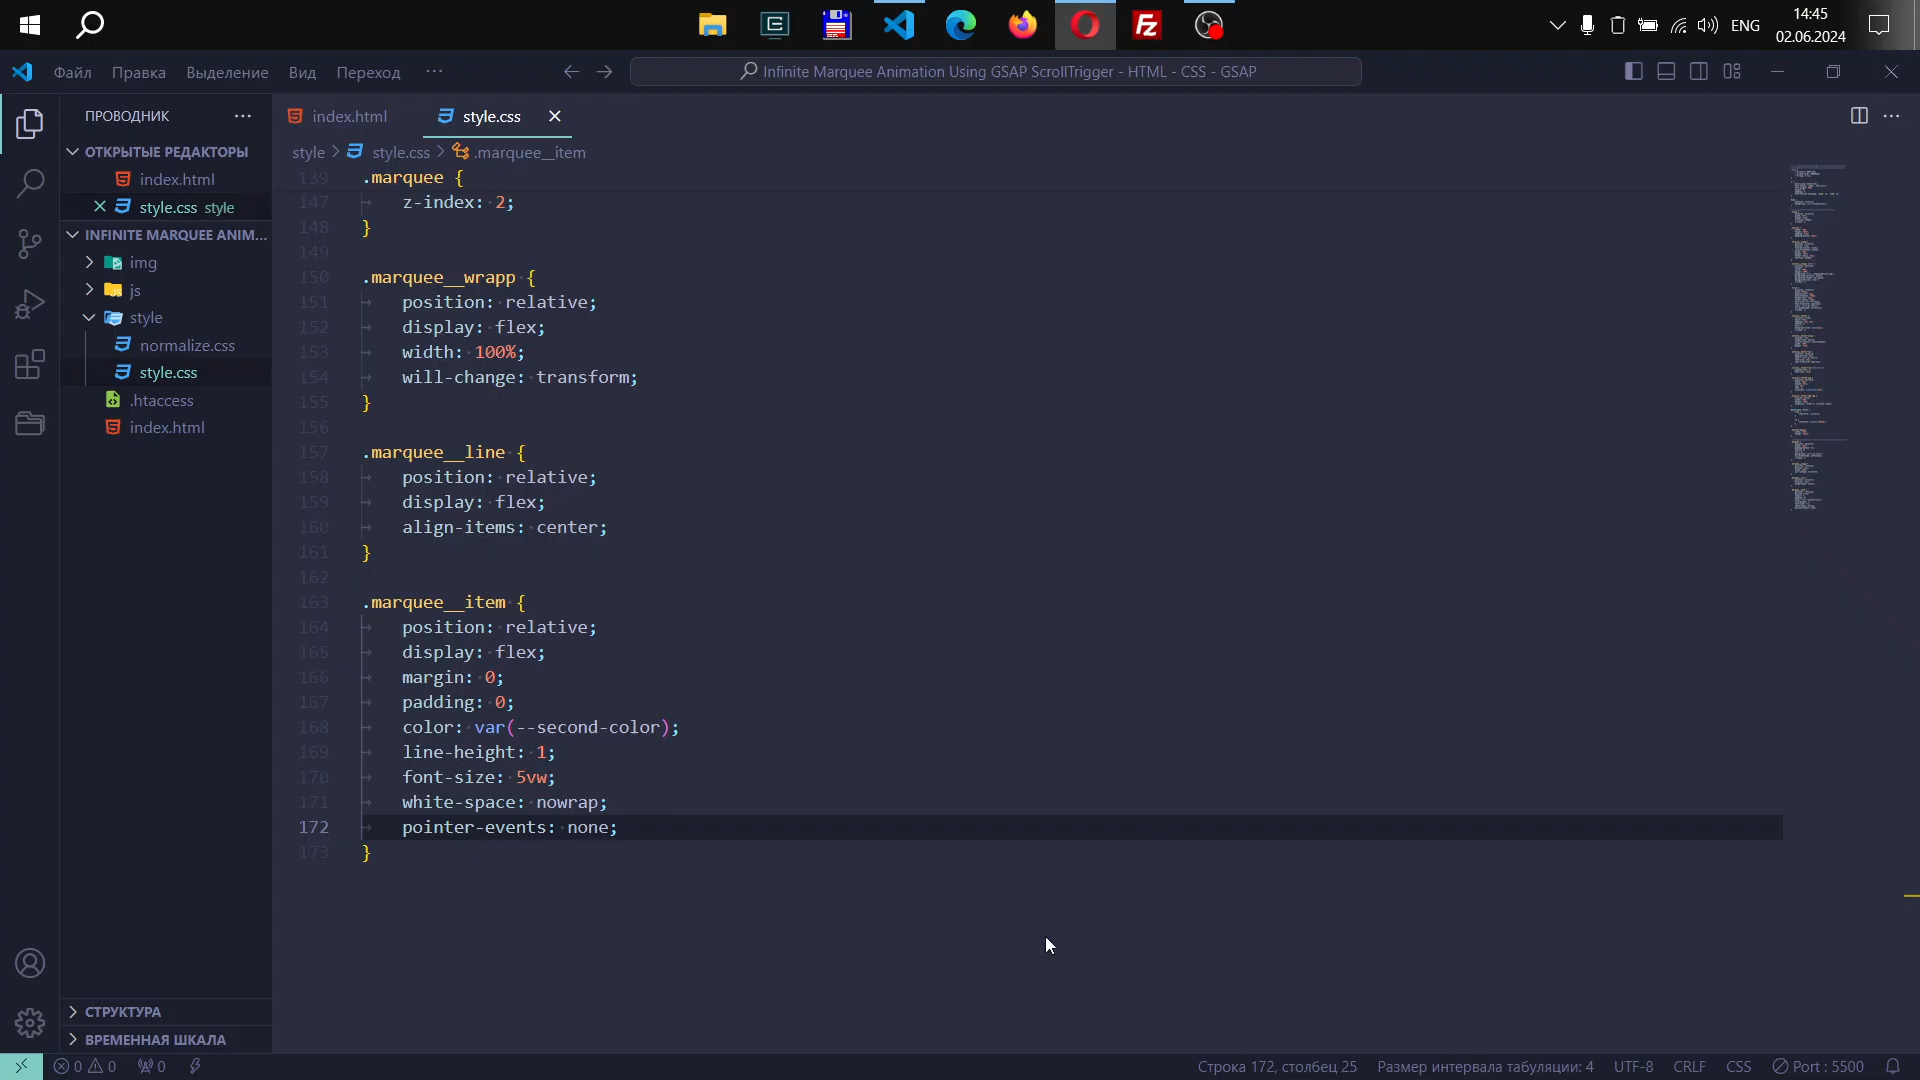 ENG
14:45
02.06.2024
Файл Правка Выделение Вид Переход ···
Infinite Marquee Animation Using GSAP ScrollTrigger - HTML - CSS - GSAP
ПРОВОДНИК
ОТКРЫТЫЕ РЕДАКТОРЫ
index.html
style.css style
INFINITE MARQUEE ANIM...
img
js
style
normalize.css
style.css
.htaccess
index.html
СТРУКТУРА
ВРЕМЕННАЯ ШКАЛА
index.html style.css
style > style.css > .marquee__item
139 .marquee {
147 z-index: 2;
148 }
149
150 .marquee__wrapp {
151 position: relative;
152 display: flex;
153 width: 100%;
154 will-change: transform;
155 }
156
157 .marquee__line {
158 position: relative;
159 display: flex;
160 align-items: center;
161 }
162
163 .marquee__item {
164 position: relative;
165 display: flex;
166 margin: 0;
167 padding: 0;
168 color: var(--second-color);
169 line-height: 1;
170 font-size: 5vw;
171 white-space: nowrap;
172 pointer-events: none;
173 }
0 0 0
Строка 172, столбец 25 Размер интервала табуляции: 4 UTF-8 CRLF CSS Port : 5500